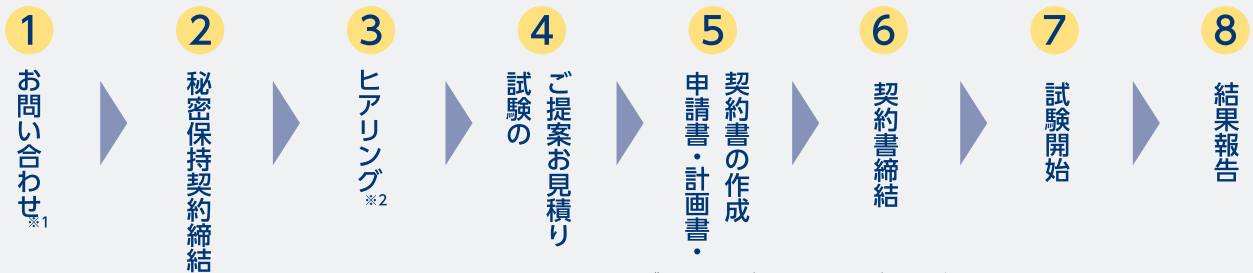 1
お問い合わせ※1
2
秘密保持契約締結
3
ヒアリング※2
4
試験の
ご提案お見積り
5
申請書・計画書・
契約書の作成
6
契約書締結
7
試験開始
8
結果報告